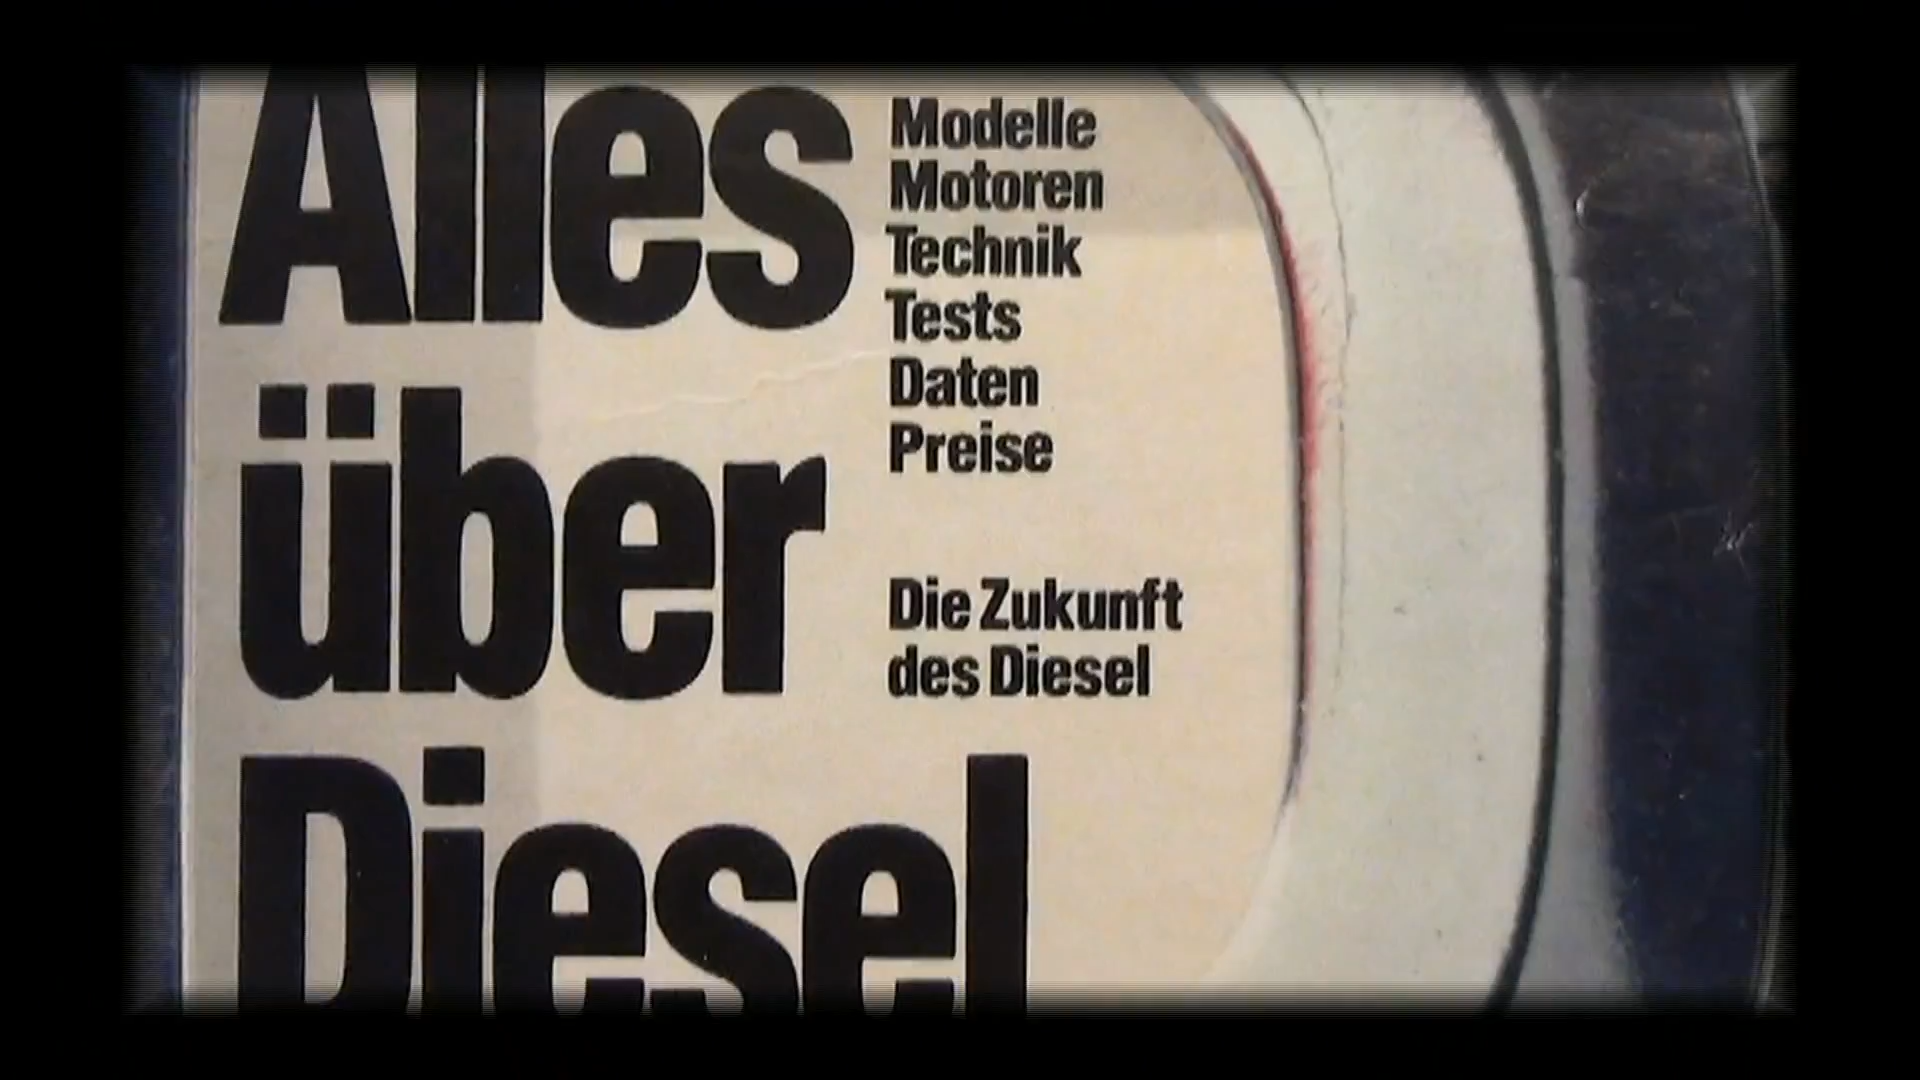 Alles
über
Diesel
Modelle
Motoren
Technik
Tests
Daten
Preise
Die Zukunft
des Diesel